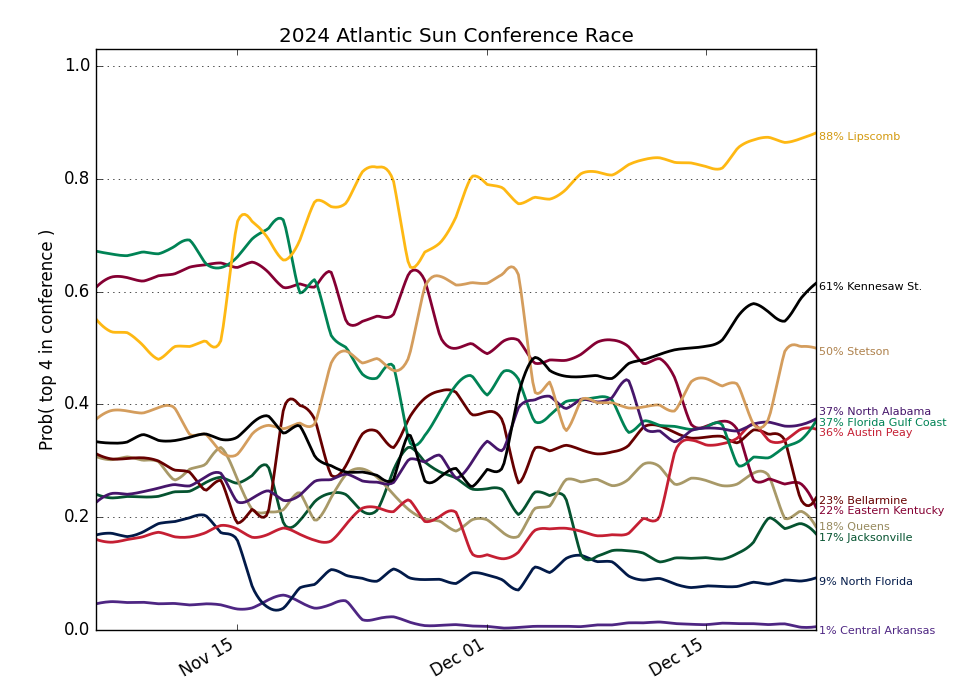 2024 Atlantic Sun Conference Race
Prob( top 4 in conference )
1.0
0.8
0.6
0.4
0.2
0.0
Nov 15
Dec 01
Dec 15
88% Lipscomb
61% Kennesaw St.
50% Stetson
37% North Alabama
37% Florida Gulf Coast
36% Austin Peay
23% Bellarmine
22% Eastern Kentucky
18% Queens
17% Jacksonville
9% North Florida
1% Central Arkansas